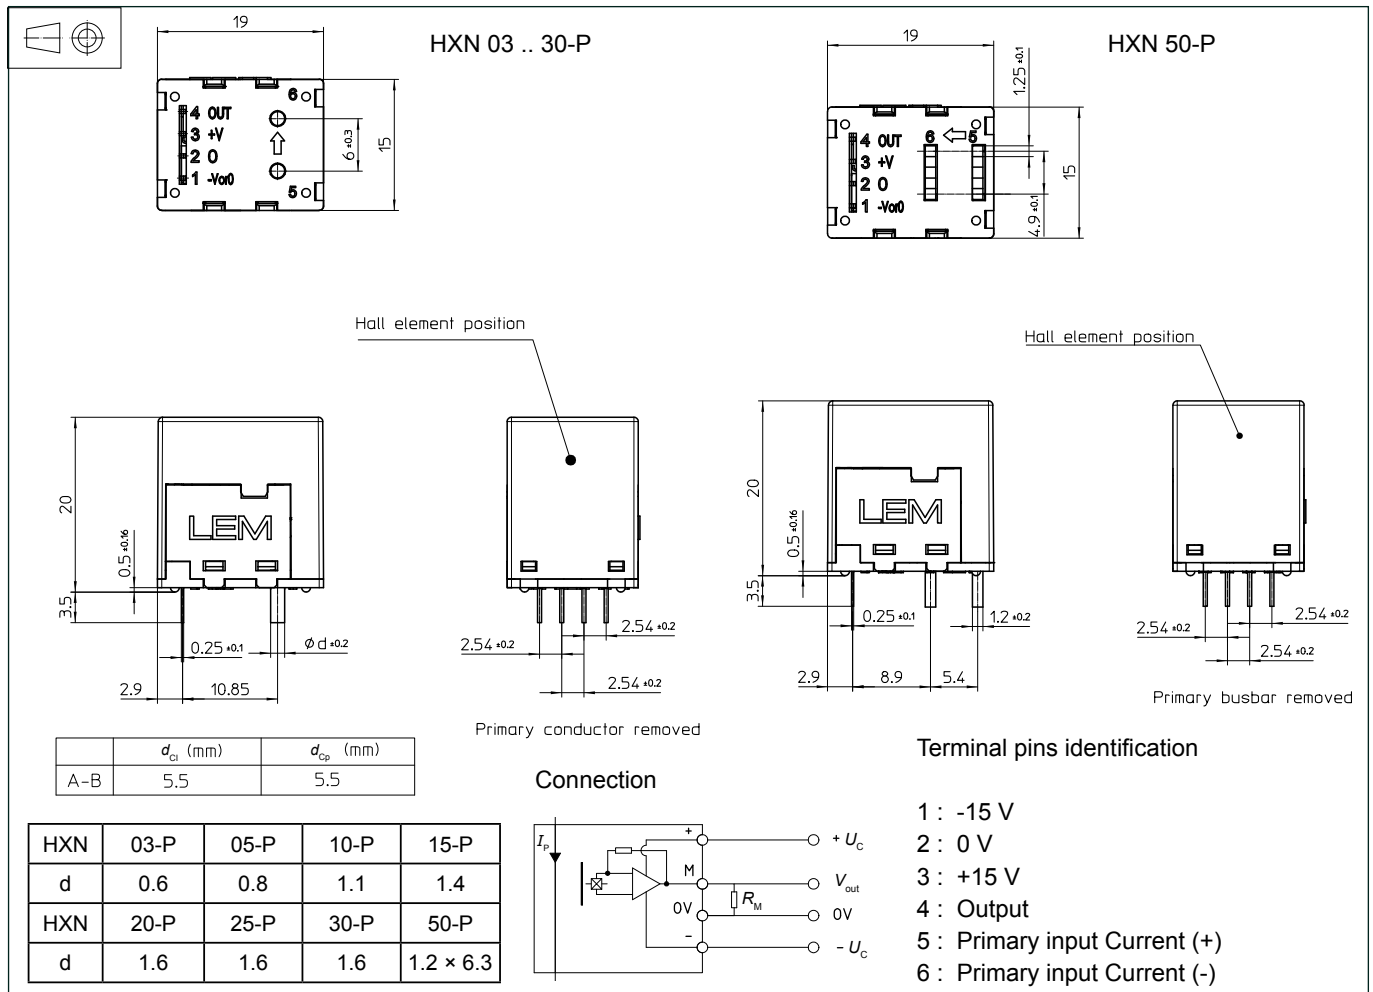 19
HXN 03 .. 30-P
6
4 OUT
3 +V
2 0
1 -Vor0
5
6 ±0.3
15
19
HXN 50-P
1.25 ±0.1
4 OUT
3 +V
2 0
1 -Vor0
6
5
4.9 ±0.1
15
Hall element position
Hall element position
LEM
20
0.5 ±0.16
3.5
0.25 ±0.1
Ød ±0.2
2.9
10.85
2.54 ±0.2
2.54 ±0.2
2.54 ±0.2
Primary conductor removed
LEM
20
0.5 ±0.16
3.5
0.25 ±0.1
1.2 ±0.2
2.9
8.9
5.4
2.54 ±0.2
2.54 ±0.2
2.54 ±0.2
Primary busbar removed
dCl (mm) dCp (mm)
A-B 5.5 5.5
HXN 03-P 05-P 10-P 15-P
d 0.6 0.8 1.1 1.4
HXN 20-P 25-P 30-P 50-P
d 1.6 1.6 1.6 1.2 × 6.3
Connection
IP
+
M
0V
−
RM
+ UC
Vout
0V
- UC
Terminal pins identification
1 : -15 V
2 : 0 V
3 : +15 V
4 : Output
5 : Primary input Current (+)
6 : Primary input Current (-)